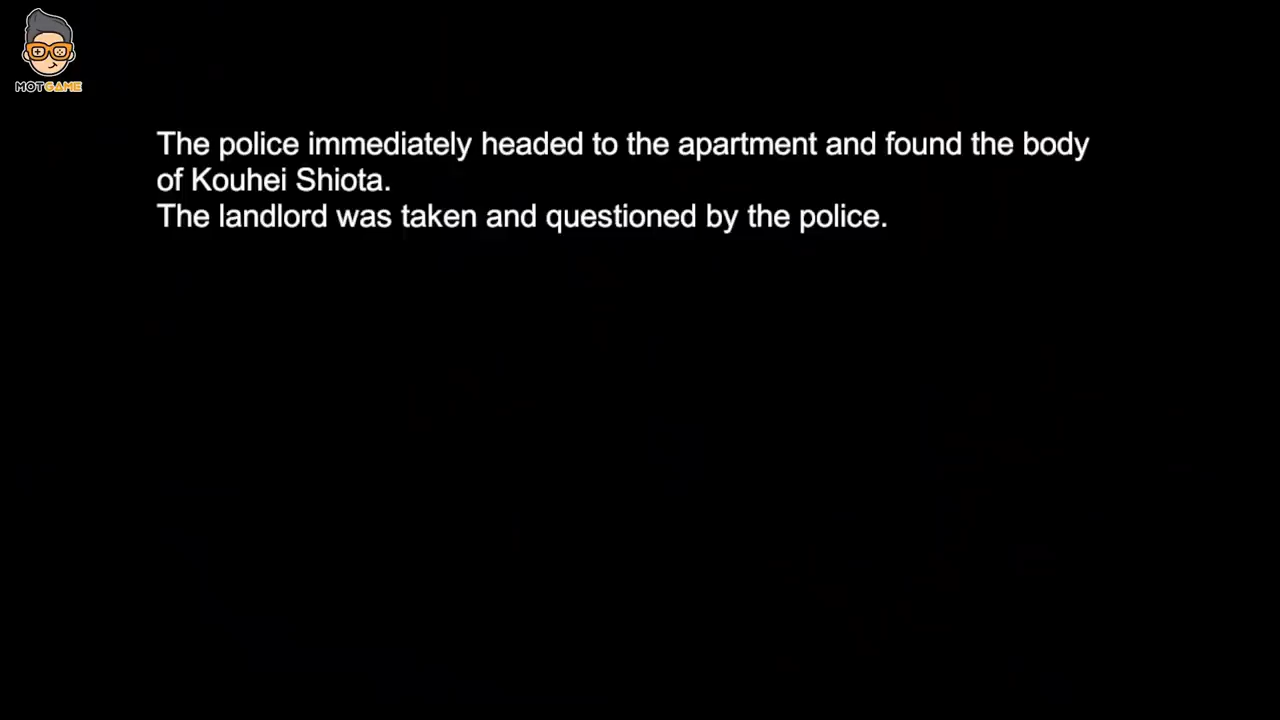 MOTGAME
The police immediately headed to the apartment and found the body
of Kouhei Shiota.
The landlord was taken and questioned by the police.